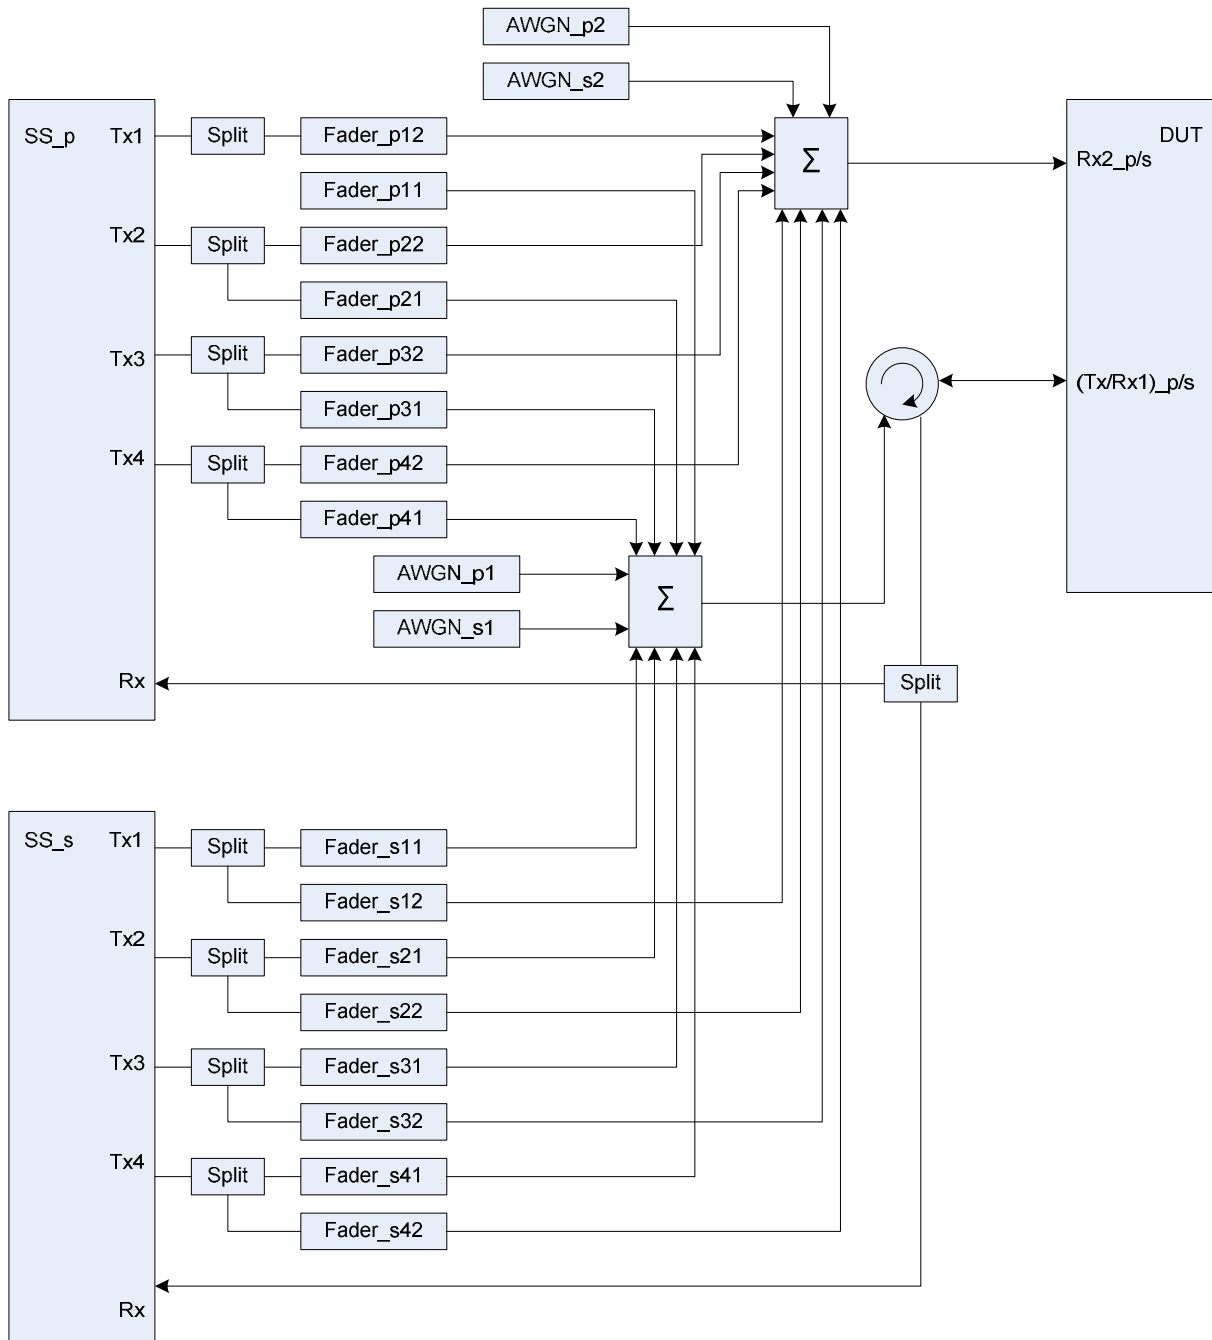 AWGN_p2
AWGN_s2
SS_p Tx1 Split Fader_p12 Σ DUT
Rx2_p/s
Fader_p11
Tx2 Split Fader_p22
Fader_p21
Tx3 Split Fader_p32
(Tx/Rx1)_p/s
Fader_p31
Tx4 Split Fader_p42
Fader_p41
AWGN_p1
Σ
AWGN_s1
Rx Split
SS_s Tx1 Split Fader_s11
Fader_s12
Tx2 Split Fader_s21
Fader_s22
Tx3 Split Fader_s31
Fader_s32
Tx4 Split Fader_s41
Fader_s42
Rx